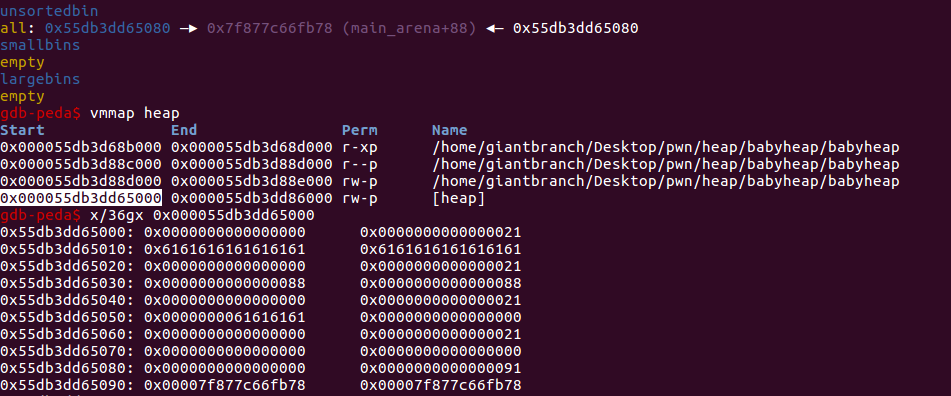 unsortedbin
all: 0x55db3dd65080 —▸ 0x7f877c66fb78 (main_arena+88) ◂— 0x55db3dd65080
smallbins
empty
largebins
empty
gdb-peda$ vmmap heap
Start End Perm Name
0x000055db3d68b000 0x000055db3d68d000 r-xp /home/giantbranch/Desktop/pwn/heap/babyheap/babyheap
0x000055db3d88c000 0x000055db3d88d000 r--p /home/giantbranch/Desktop/pwn/heap/babyheap/babyheap
0x000055db3d88d000 0x000055db3d88e000 rw-p /home/giantbranch/Desktop/pwn/heap/babyheap/babyheap
0x000055db3dd65000 0x000055db3dd86000 rw-p [heap]
gdb-peda$ x/36gx 0x000055db3dd65000
0x55db3dd65000: 0x0000000000000000 0x0000000000000021
0x55db3dd65010: 0x6161616161616161 0x6161616161616161
0x55db3dd65020: 0x0000000000000000 0x0000000000000021
0x55db3dd65030: 0x0000000000000088 0x0000000000000088
0x55db3dd65040: 0x0000000000000000 0x0000000000000021
0x55db3dd65050: 0x0000000061616161 0x0000000000000000
0x55db3dd65060: 0x0000000000000000 0x0000000000000021
0x55db3dd65070: 0x0000000000000000 0x0000000000000000
0x55db3dd65080: 0x0000000000000000 0x0000000000000091
0x55db3dd65090: 0x00007f877c66fb78 0x00007f877c66fb78